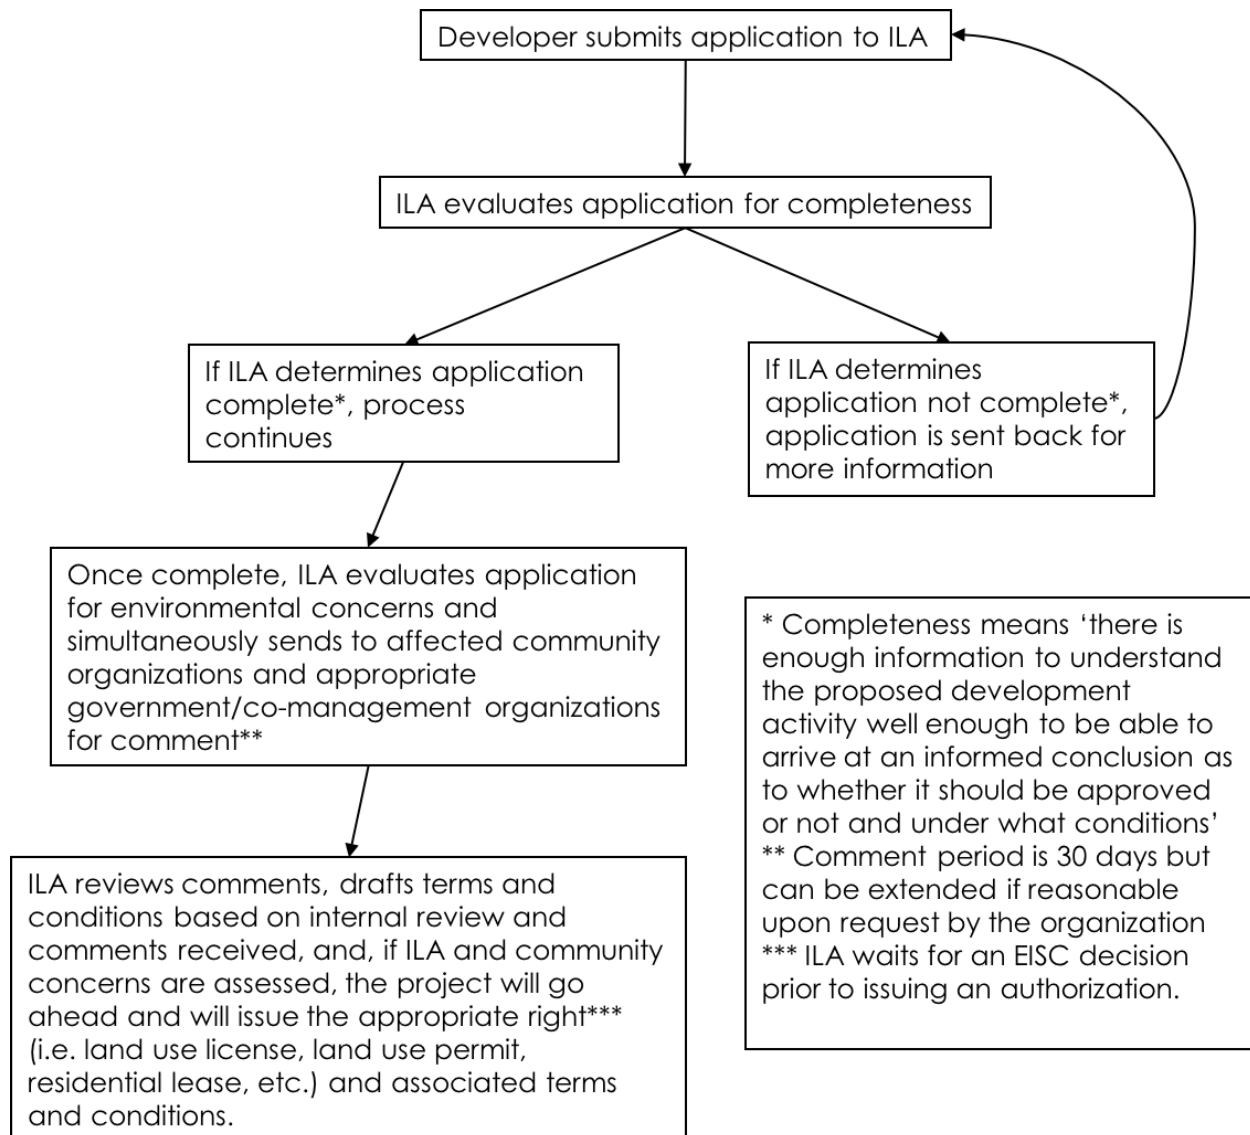 Developer submits application to ILA
ILA evaluates application for completeness
If ILA determines application
complete*, process
continues
If ILA determines
application not complete*,
application is sent back for
more information
Once complete, ILA evaluates application
for environmental concerns and
simultaneously sends to affected community
organizations and appropriate
government/co-management organizations
for comment**
* Completeness means ‘there is
enough information to understand
the proposed development
activity well enough to be able to
arrive at an informed conclusion as
to whether it should be approved
or not and under what conditions’
** Comment period is 30 days but
can be extended if reasonable
upon request by the organization
*** ILA waits for an EISC decision
prior to issuing an authorization.
ILA reviews comments, drafts terms and
conditions based on internal review and
comments received, and, if ILA and community
concerns are assessed, the project will go
ahead and will issue the appropriate right***
(i.e. land use license, land use permit,
residential lease, etc.) and associated terms
and conditions.